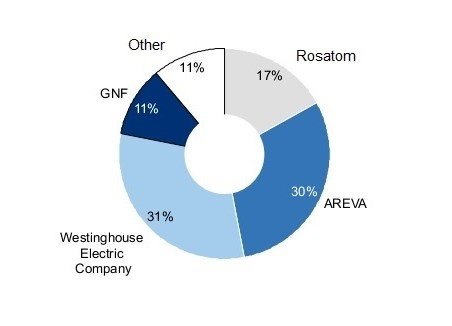 Other
Rosatom
11%
17%
GNF
11%
30%
AREVA
31%
Westinghouse
Electric
Company